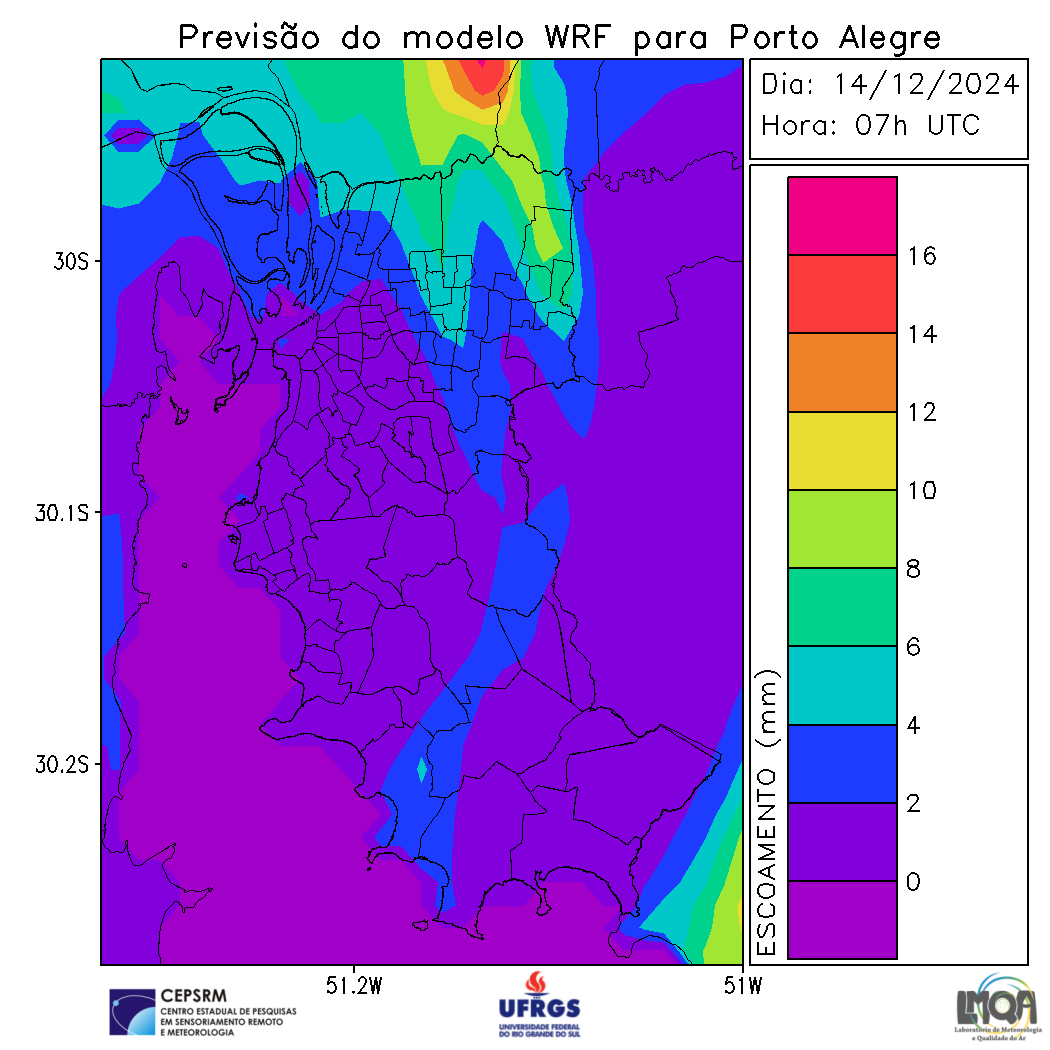 Previsão do modelo WRF para Porto Alegre
Dia: 14/12/2024
Hora: 07h UTC
16
14
12
10
8
6
4
2
0
ESCOAMENTO (mm)
30S
30.1S
30.2S
51.2W
51W
CEPSRM
CENTRO ESTADUAL DE PESQUISAS
EM SENSORIAMENTO REMOTO
E METEOROLOGIA
UFRGS
UNIVERSIDADE FEDERAL
DO RIO GRANDE DO SUL
LMQA
Laboratório de Meteorologia
e Qualidade do Ar